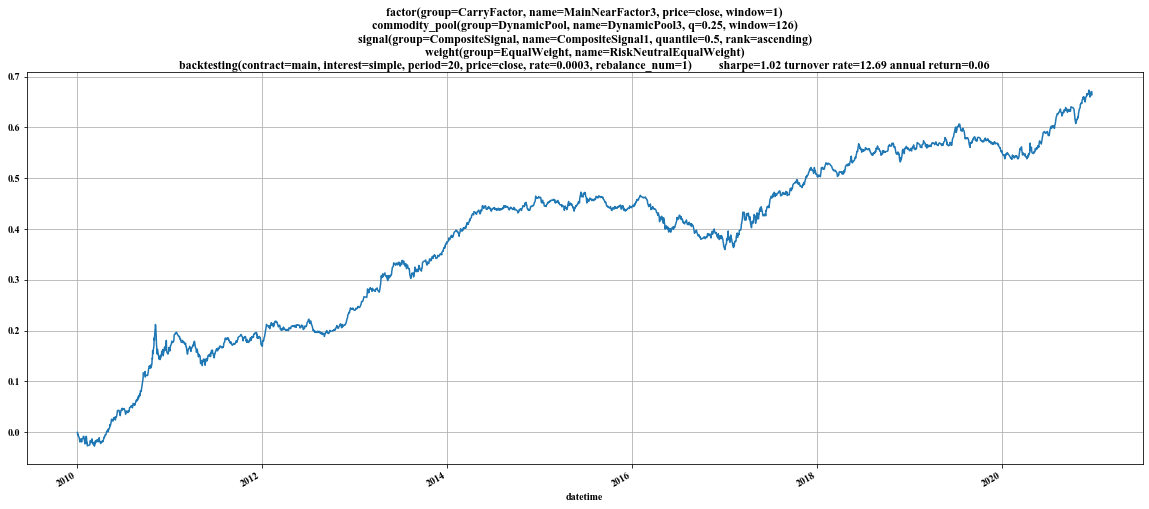 factor(group=CarryFactor, name=MainNearFactor3, price=close, window=1)
commodity_pool(group=DynamicPool, name=DynamicPool3, q=0.25, window=126)
signal(group=CompositeSignal, name=CompositeSignal1, quantile=0.5, rank=ascending)
weight(group=EqualWeight, name=RiskNeutralEqualWeight)
backtesting(contract=main, interest=simple, period=20, price=close, rate=0.0003, rebalance_num=1) sharpe=1.02 turnover rate=12.69 annual return=0.06
0.7
0.6
0.5
0.4
0.3
0.2
0.1
0.0
2010 2012 2014 2016 2018 2020
datetime